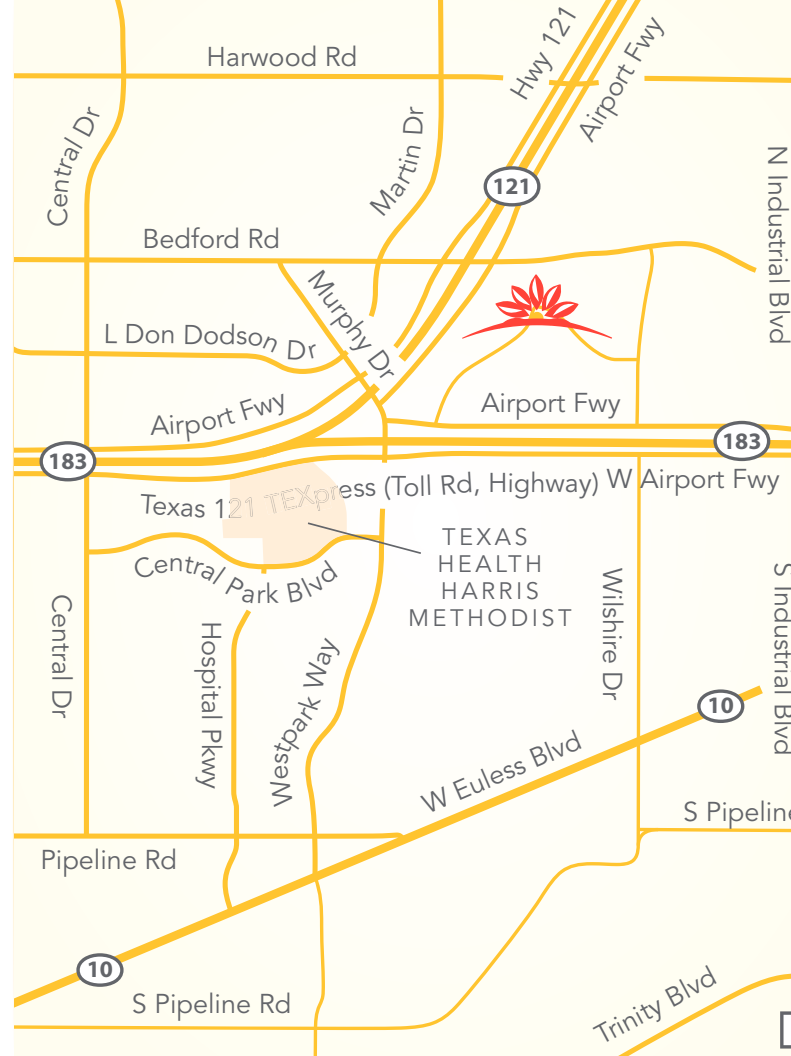 Hwy 121
Airport Fwy
Harwood Rd
Central Dr
Martin Dr
121
N Industrial Blvd
Bedford Rd
Murphy Dr
L Don Dodson Dr
Airport Fwy
Airport Fwy
183
183
Texas 121 TEXpress (Toll Rd, Highway)
W Airport Fwy
TEXAS
HEALTH
HARRIS
METHODIST
Central Park Blvd
Central Dr
Hospital Pkwy
Westpark Way
Wilshire Dr
S Industrial Blvd
10
W Euless Blvd
S Pipeline
Pipeline Rd
10
S Pipeline Rd
Trinity Blvd